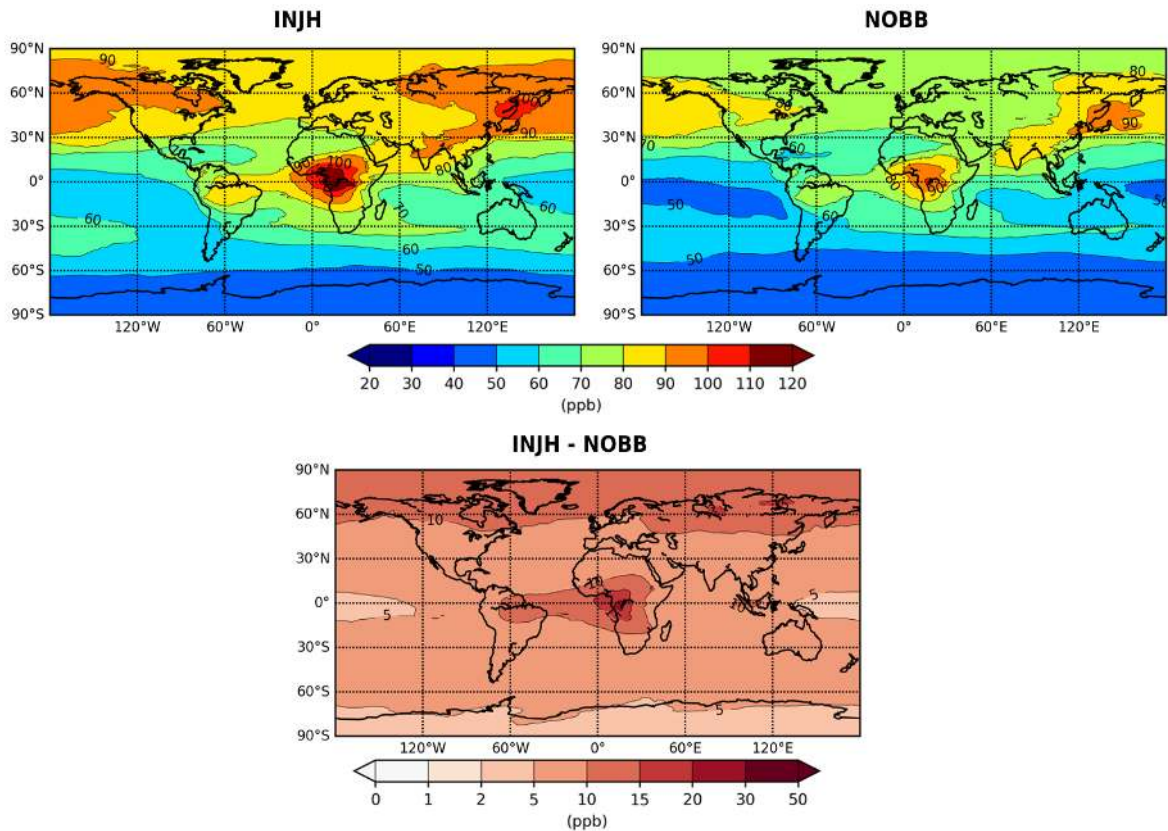 INJH
NOBB
90°N 90 90°N
60°N 100 60°N 80
30°N 90 30°N 90
90 100 70 60
0° 80 0°
70 60 50
30°S 60 30°S 60
60
60°S 50 60°S 50
90°S 90°S
120°W 60°W 0° 60°E 120°E 120°W 60°W 0° 60°E 120°E
20 30 40 50 60 70 80 90 100 110 120
(ppb)
INJH - NOBB
90°N
60°N 10
30°N
10
0° 5 10 5
30°S
60°S
5
90°S
120°W 60°W 0° 60°E 120°E
0 1 2 5 10 15 20 30 50
(ppb)